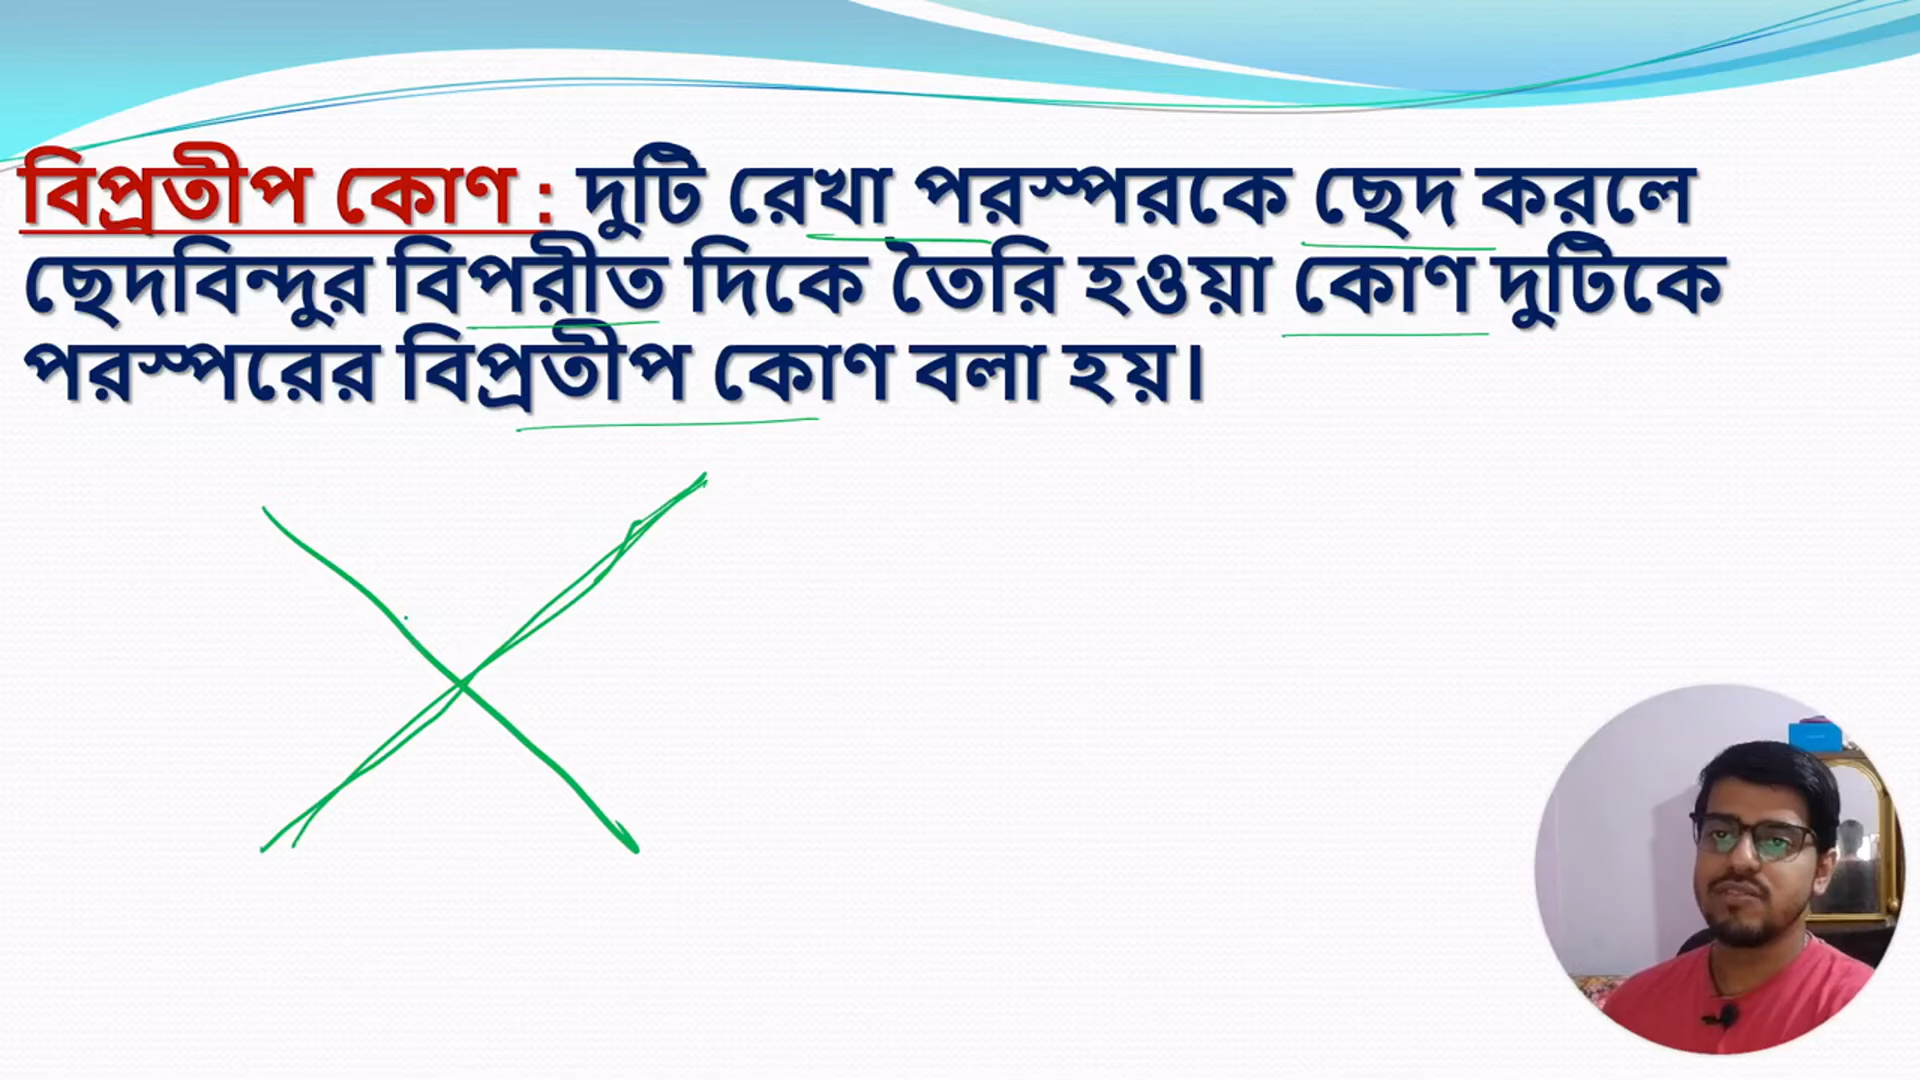 বিপ্রতীপ কোণ : দুটি রেখা পরস্পরকে ছেদ করলে
ছেদবিন্দুর বিপরীত দিকে তৈরি হওয়া কোণ দুটিকে
পরস্পরের বিপ্রতীপ কোণ বলা হয়।